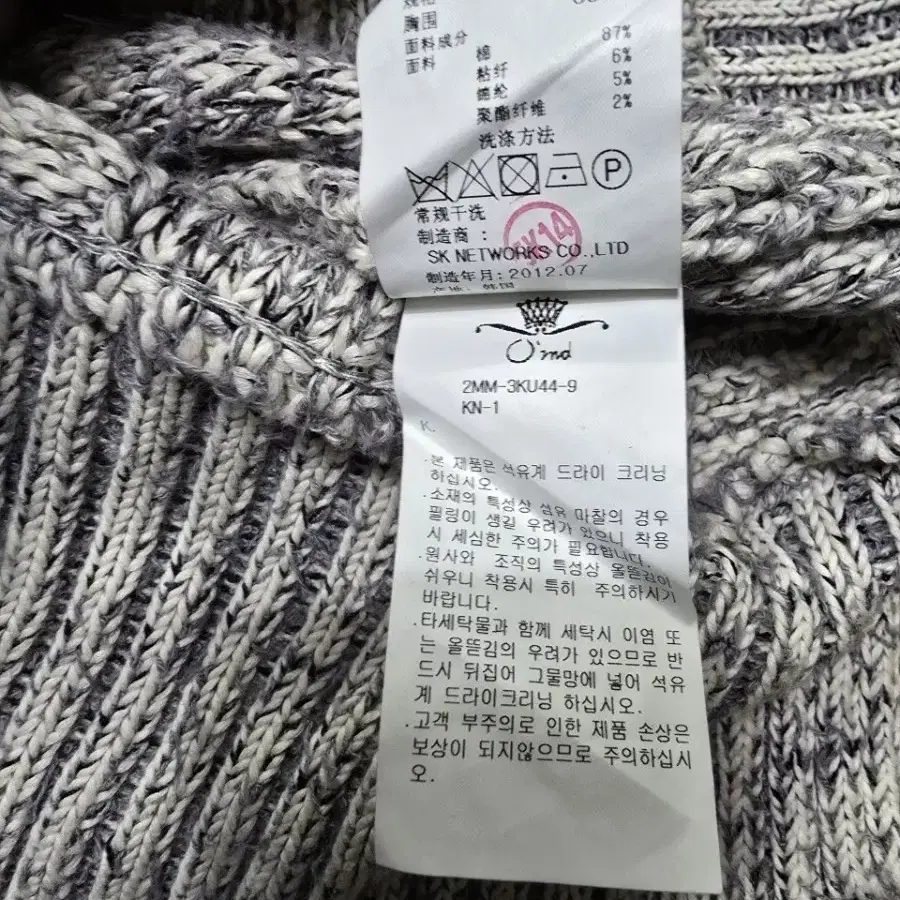 胸围
面料成分 87%
面料 棉 6%
粘纤 5%
锦纶 2%
聚酯纤维
洗涤方法
P
常规干洗
制造商：
SK NETWORKS CO.,LTD
制造年月: 2012.07
产地: 韩国
O'md
2MM-3KU44-9
KN-1
K.
.본 제품은 석유계 드라이 크리닝
하십시오.
.소재의 특성상 섬유 마찰의 경우
필링이 생길 우려가 있으니 착용
시 세심한 주의가 필요합니다.
.원사와 조직의 특성상 올뜯김이
쉬우니 착용시 특히 주의하시기
바랍니다.
.타세탁물과 함께 세탁시 이염 또
는 올뜯김의 우려가 있으므로 반
드시 뒤집어 그물망에 넣어 석유
계 드라이크리닝 하십시오.
.고객 부주의로 인한 제품 손상은
보상이 되지않으므로 주의하십시
오.